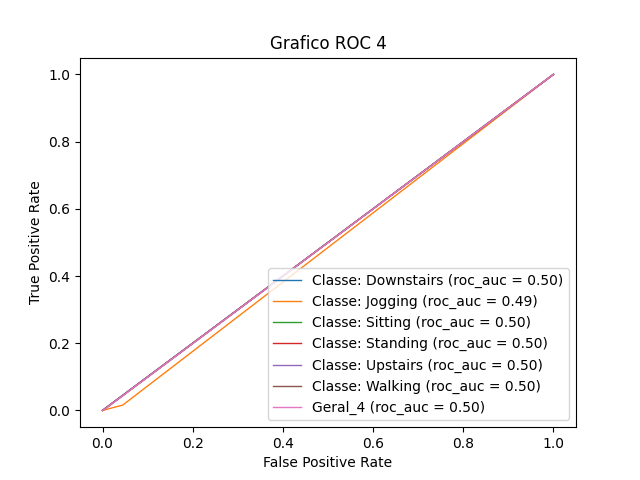 Grafico ROC 4
True Positive Rate
1.0
0.8
0.6
0.4
0.2
0.0
Classe: Downstairs (roc_auc = 0.50)
Classe: Jogging (roc_auc = 0.49)
Classe: Sitting (roc_auc = 0.50)
Classe: Standing (roc_auc = 0.50)
Classe: Upstairs (roc_auc = 0.50)
Classe: Walking (roc_auc = 0.50)
Geral_4 (roc_auc = 0.50)
0.0 0.2 0.4 0.6 0.8 1.0
False Positive Rate